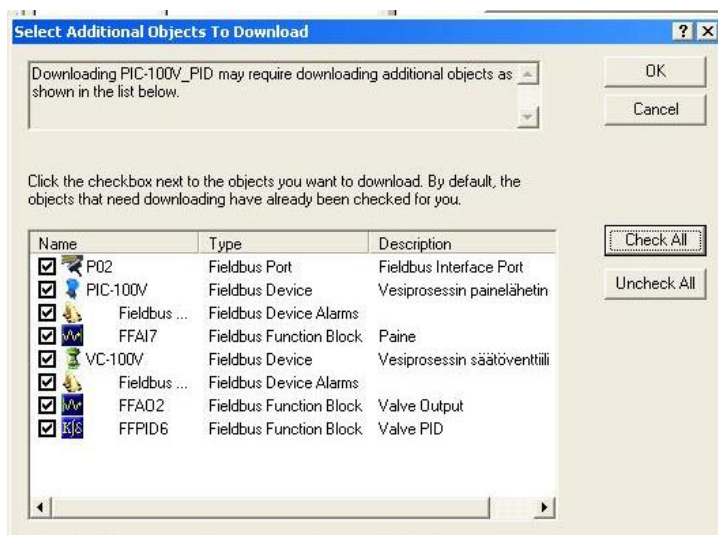 Select Additional Objects To Download
Downloading PIC-100V_PID may require downloading additional objects as
shown in the list below.
OK
Cancel
Click the checkbox next to the objects you want to download. By default, the
objects that need downloading have already been checked for you.
Name Type Description
P02 Fieldbus Port Fieldbus Interface Port
PIC-100V Fieldbus Device Vesiprosessin painelähetin
Fieldbus ... Fieldbus Device Alarms
FFAI7 Fieldbus Function Block Paine
VC-100V Fieldbus Device Vesiprosessin säätöventtiili
Fieldbus ... Fieldbus Device Alarms
FFAO2 Fieldbus Function Block Valve Output
FFPID6 Fieldbus Function Block Valve PID
Check All
Uncheck All